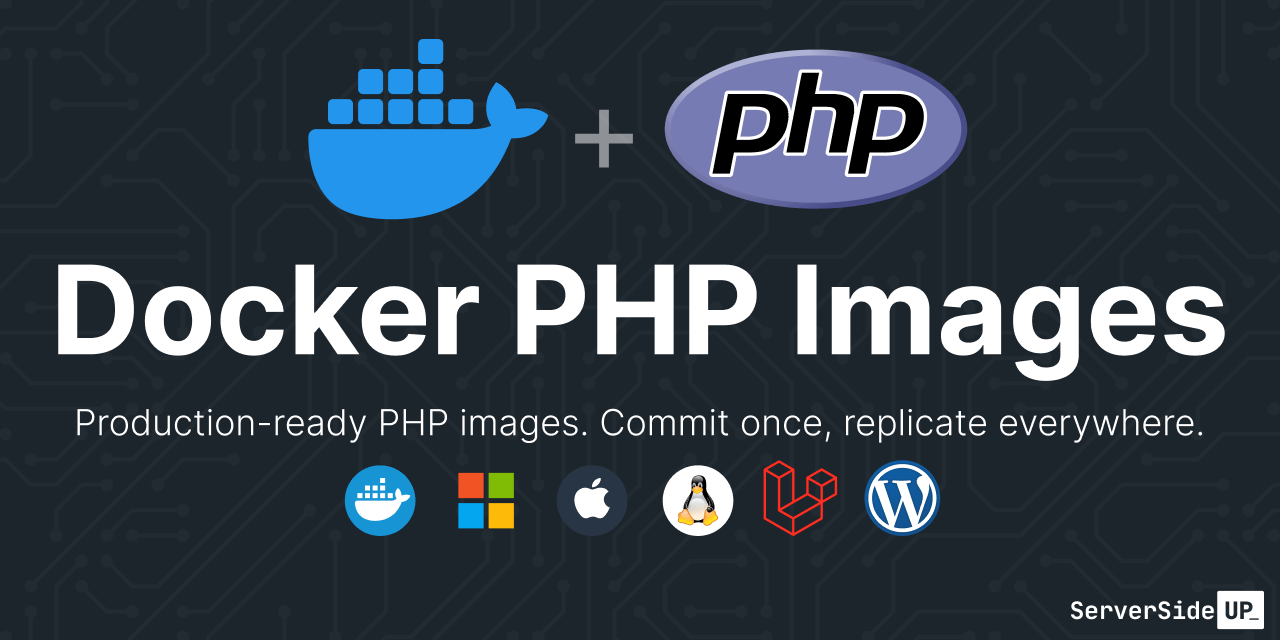 php
Docker PHP Images
Production-ready PHP images. Commit once, replicate everywhere.
ServerSide UP_